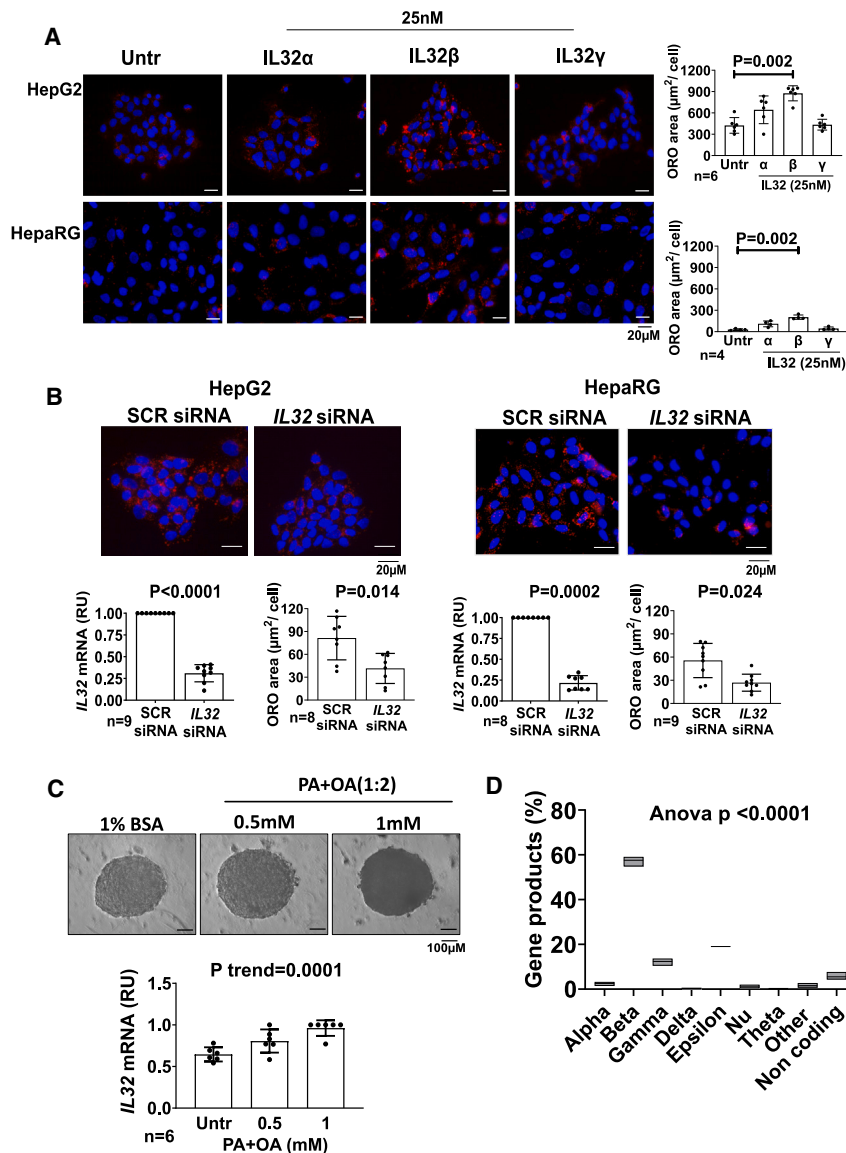 A
25nM
Untr
IL32α
IL32β
IL32γ
HepG2
HepaRG
20μM
P=0.002
ORO area (μm²/ cell)
1200
900
600
300
0
Untr α β γ
n=6
IL32 (25nM)
P=0.002
ORO area (μm²/ cell)
1200
900
600
300
0
Untr α β γ
n=4
IL32 (25nM)
B
HepG2
SCR siRNA
IL32 siRNA
20μM
HepaRG
SCR siRNA
IL32 siRNA
20μM
P<0.0001
IL32 mRNA (RU)
1.00
0.75
0.50
0.25
0.00
n=9
SCR siRNA
IL32 siRNA
P=0.014
ORO area (μm²/ cell)
120
90
60
30
0
n=8
SCR siRNA
IL32 siRNA
P=0.0002
IL32 mRNA (RU)
1.00
0.75
0.50
0.25
0.00
n=8
SCR siRNA
IL32 siRNA
P=0.024
ORO area (μm²/ cell)
120
90
60
30
0
n=9
SCR siRNA
IL32 siRNA
C
PA+OA(1:2)
1% BSA
0.5mM
1mM
100μM
P trend=0.0001
IL32 mRNA (RU)
1.5
1.0
0.5
0.0
Untr 0.5 1
n=6
PA+OA (mM)
D
Anova p <0.0001
Gene products (%)
80
60
40
20
0
Alpha
Beta
Gamma
Delta
Epsilon
Nu
Theta
Other
Non coding